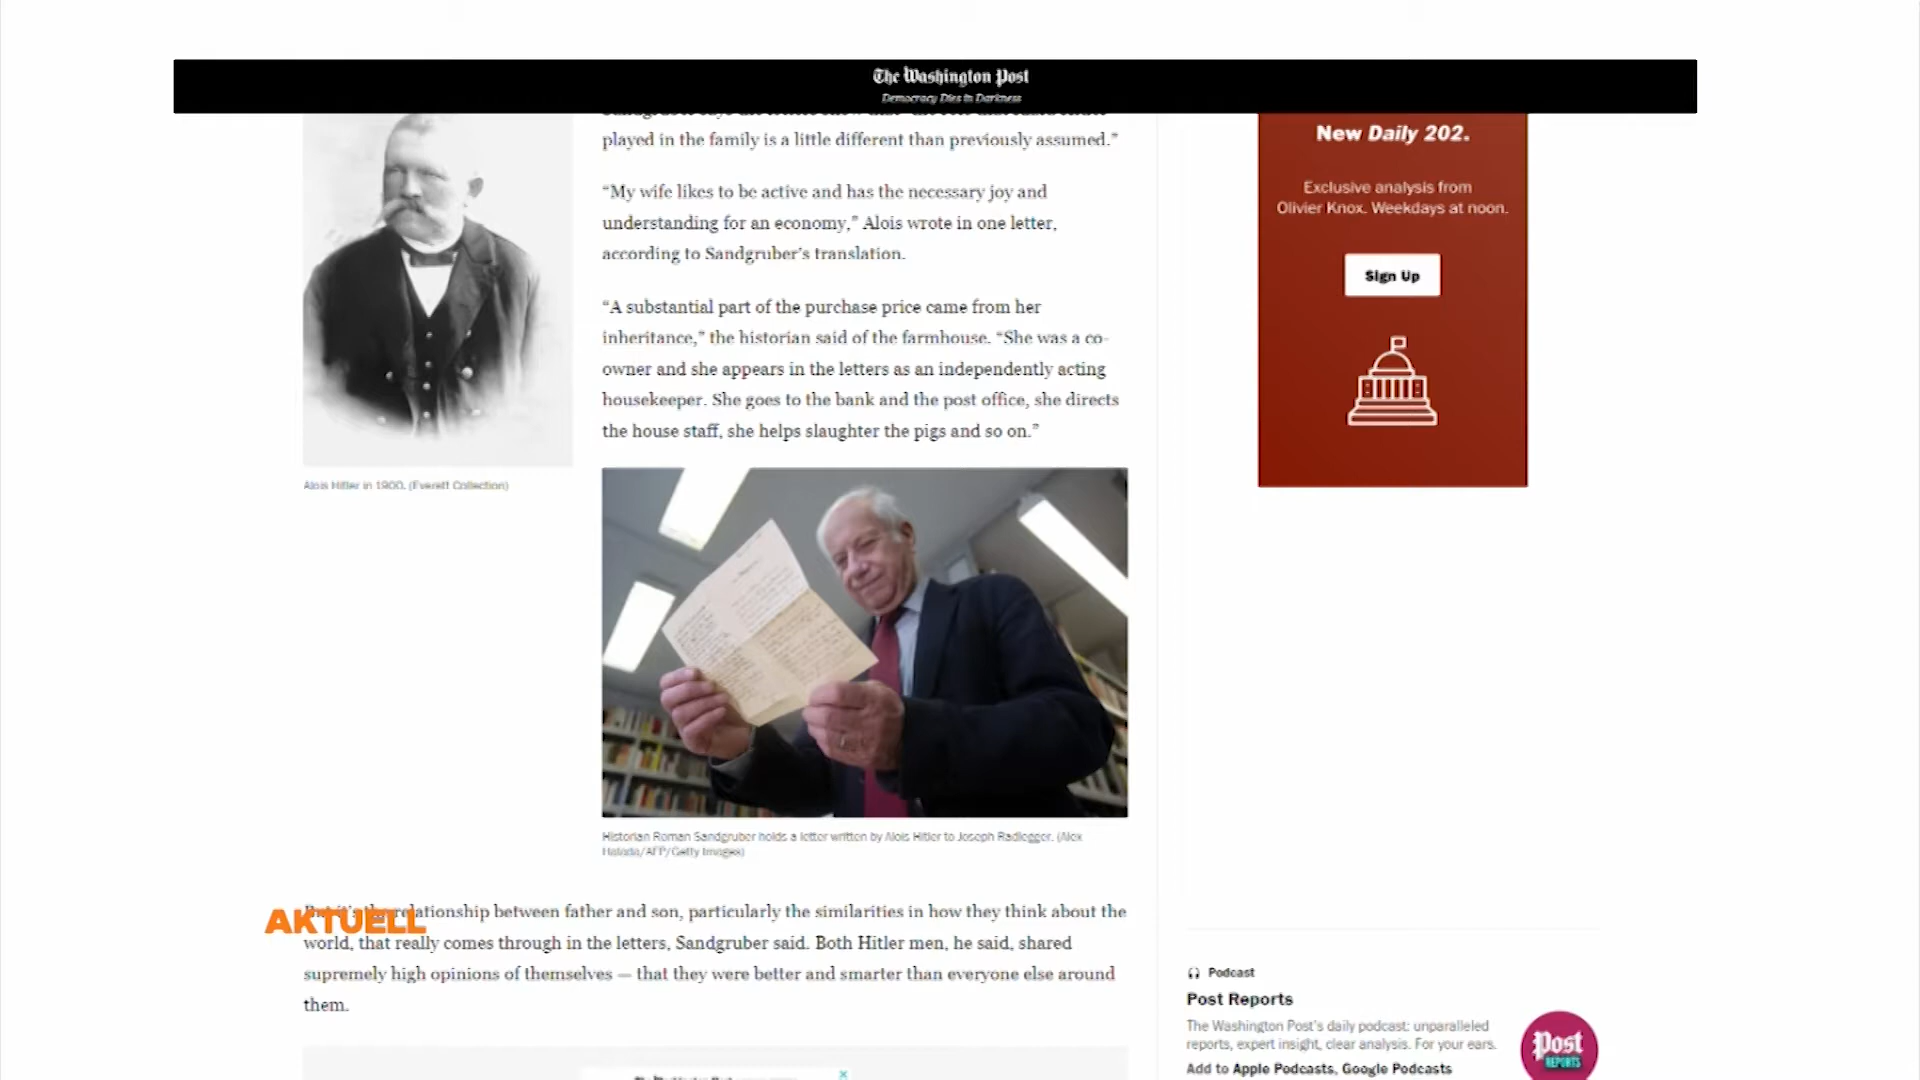 The Washington Post
Democracy Dies in Darkness
played in the family is a little different than previously assumed.”
“My wife likes to be active and has the necessary joy and
understanding for an economy,” Alois wrote in one letter,
according to Sandgruber’s translation.
“A substantial part of the purchase price came from her
inheritance,” the historian said of the farmhouse. “She was a co-
owner and she appears in the letters as an independently acting
housekeeper. She goes to the bank and the post office, she directs
the house staff, she helps slaughter the pigs and so on.”
Alois Hitler in 1900. (Everett Collection)
Historian Roman Sandgruber holds a letter written by Alois Hitler to Joseph Radlegger. (Alex
Halada/AFP/Getty Images)
But it’s the relationship between father and son, particularly the similarities in how they think about the
world, that really comes through in the letters, Sandgruber said. Both Hitler men, he said, shared
supremely high opinions of themselves — that they were better and smarter than everyone else around
them.
AKTUELL
New Daily 202.
Exclusive analysis from
Olivier Knox. Weekdays at noon.
Sign Up
Podcast
Post Reports
The Washington Post’s daily podcast: unparalleled
reports, expert insight, clear analysis. For your ears.
Add to Apple Podcasts, Google Podcasts
Post
REPORTS